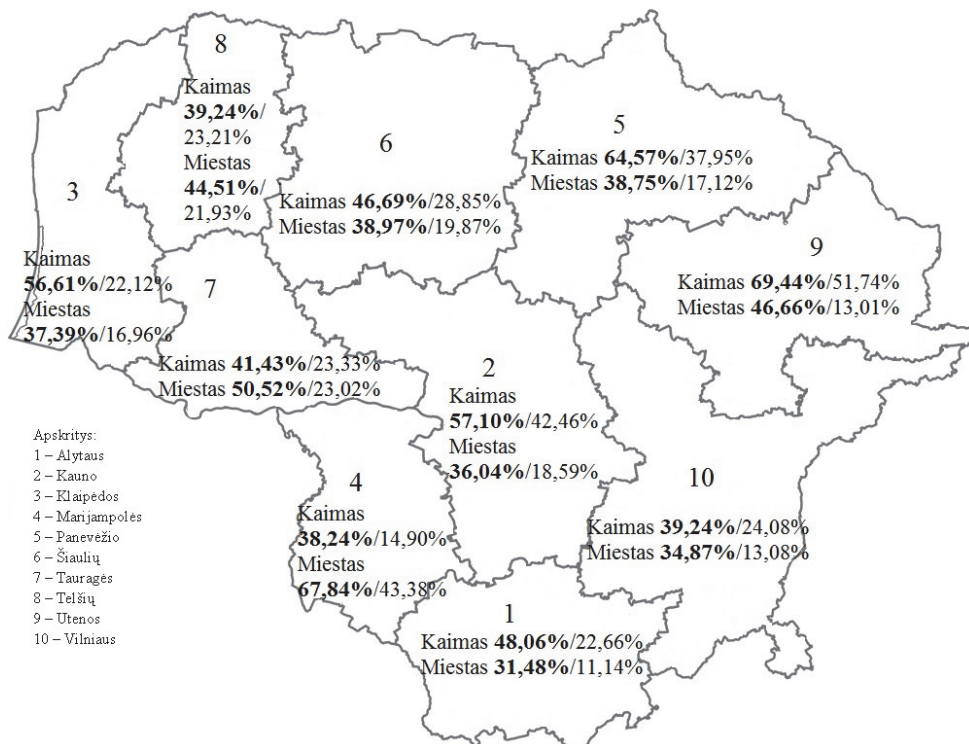 8
Kaimas
39,24%/
23,21%
Miestas
44,51%/
21,93%
6
Kaimas 46,69%/28,85%
Miestas 38,97%/19,87%
5
Kaimas 64,57%/37,95%
Miestas 38,75%/17,12%
3
Kaimas
56,61%/22,12%
Miestas
37,39%/16,96%
7
Kaimas 41,43%/23,33%
Miestas 50,52%/23,02%
9
Kaimas 69,44%/51,74%
Miestas 46,66%/13,01%
2
Kaimas
57,10%/42,46%
Miestas
36,04%/18,59%
4
Kaimas
38,24%/14,90%
Miestas
67,84%/43,38%
10
Kaimas 39,24%/24,08%
Miestas 34,87%/13,08%
1
Kaimas 48,06%/22,66%
Miestas 31,48%/11,14%
Apskritys:
1 – Alytaus
2 – Kauno
3 – Klaipėdos
4 – Marijampolės
5 – Panevėžio
6 – Šiaulių
7 – Tauragės
8 – Telšių
9 – Utenos
10 – Vilniaus